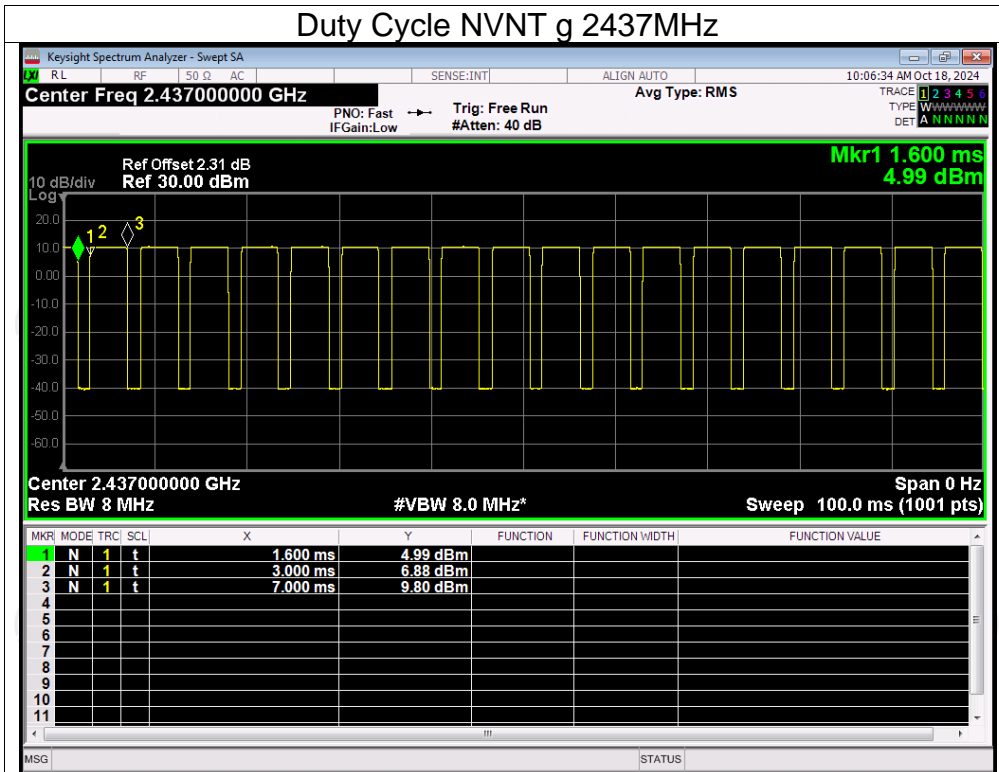 Duty Cycle NVNT g 2437MHz
Keysight Spectrum Analyzer - Swept SA
LXI RL RF 50 Ω AC SENSE:INT ALIGN AUTO 10:06:34 AM Oct 18, 2024
Center Freq 2.437000000 GHz Avg Type: RMS TRACE 1 2 3 4 5 6
PNO: Fast Trig: Free Run TYPE WWWWWW
IFGain:Low #Atten: 40 dB DET A N N N N N
Mkr1 1.600 ms
Ref Offset 2.31 dB
10 dB/div Ref 30.00 dBm 4.99 dBm
Log
20.0
1 2 3
10.0
0.00
-10.0
-20.0
-30.0
-40.0
-50.0
-60.0
Center 2.437000000 GHz Span 0 Hz
Res BW 8 MHz #VBW 8.0 MHz* Sweep 100.0 ms (1001 pts)
MKR MODE TRC SCL X Y FUNCTION FUNCTION WIDTH FUNCTION VALUE
1 N 1 t 1.600 ms 4.99 dBm
2 N 1 t 3.000 ms 6.88 dBm
3 N 1 t 7.000 ms 9.80 dBm
4
5
6
7
8
9
10
11
MSG STATUS